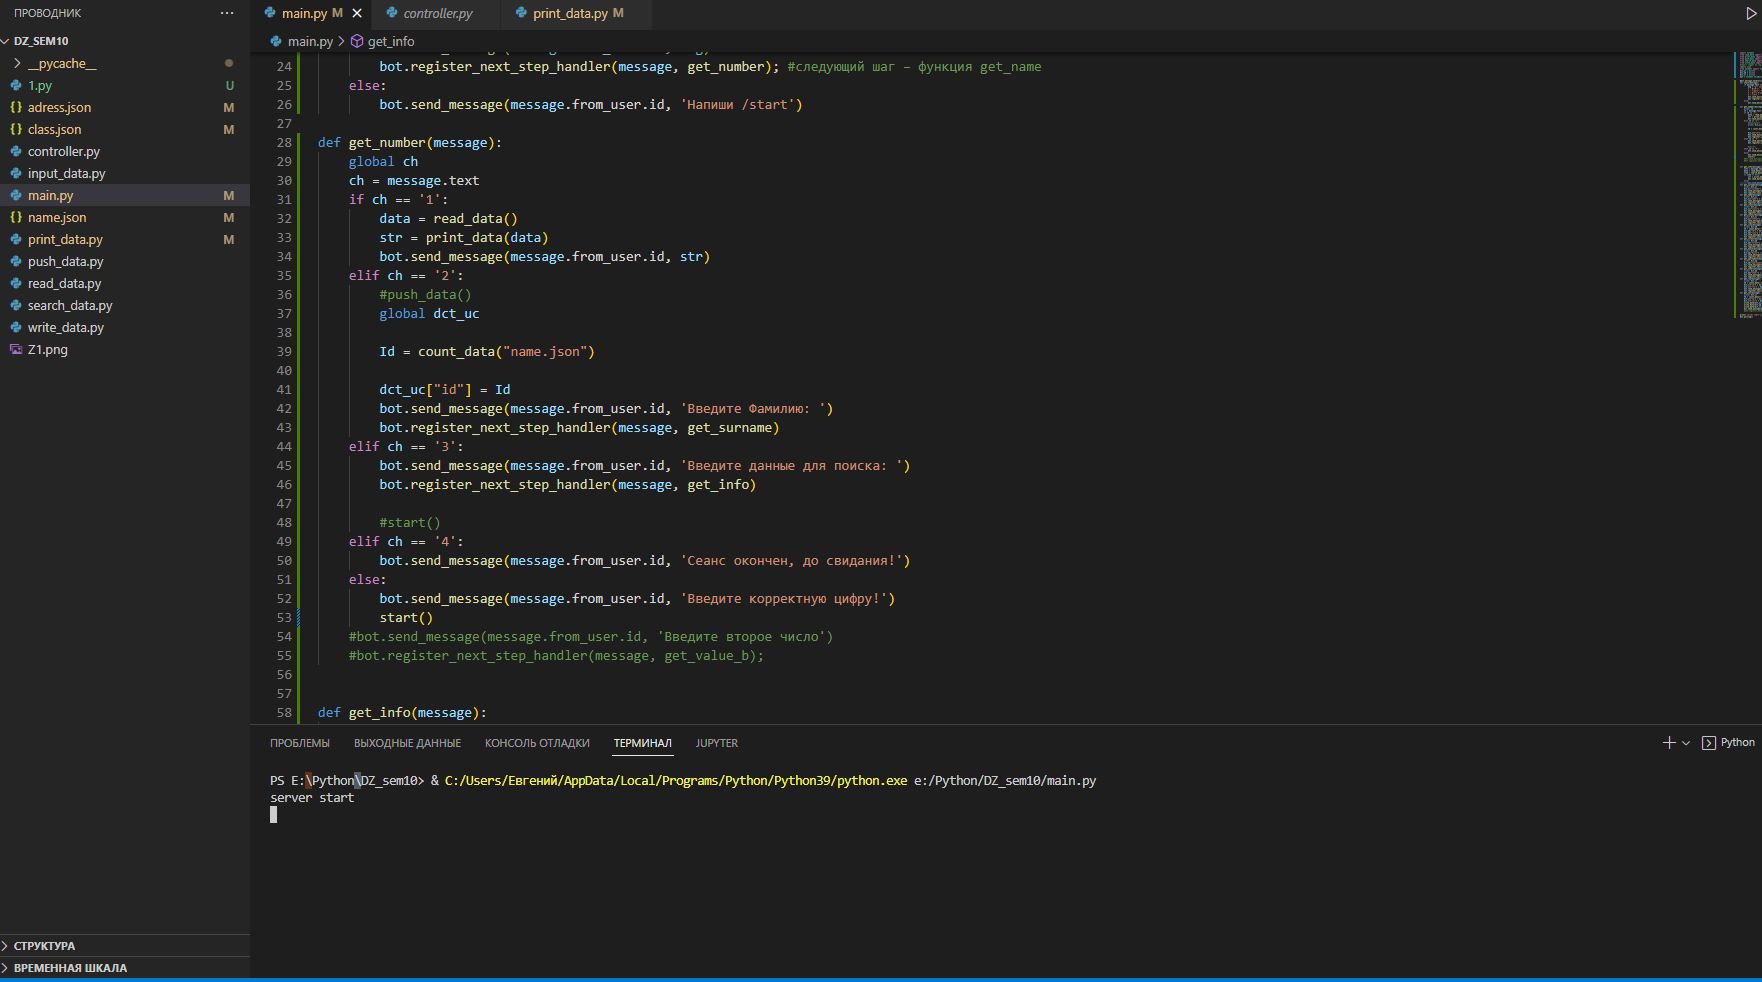 ПРОВОДНИК ...
DZ_SEM10
__pycache__
1.py U
adress.json M
class.json M
controller.py
input_data.py
main.py M
name.json M
print_data.py M
push_data.py
read_data.py
search_data.py
write_data.py
Z1.png
СТРУКТУРА
ВРЕМЕННАЯ ШКАЛА
main.py M
controller.py
print_data.py M
main.py > get_info
24 bot.register_next_step_handler(message, get_number); #следующий шаг – функция get_name
25 else:
26 bot.send_message(message.from_user.id, 'Напиши /start')
27
28 def get_number(message):
29 global ch
30 ch = message.text
31 if ch == '1':
32 data = read_data()
33 str = print_data(data)
34 bot.send_message(message.from_user.id, str)
35 elif ch == '2':
36 #push_data()
37 global dct_uc
38
39 Id = count_data("name.json")
40
41 dct_uc["id"] = Id
42 bot.send_message(message.from_user.id, 'Введите Фамилию: ')
43 bot.register_next_step_handler(message, get_surname)
44 elif ch == '3':
45 bot.send_message(message.from_user.id, 'Введите данные для поиска: ')
46 bot.register_next_step_handler(message, get_info)
47
48 #start()
49 elif ch == '4':
50 bot.send_message(message.from_user.id, 'Сеанс окончен, до свидания!')
51 else:
52 bot.send_message(message.from_user.id, 'Введите корректную цифру!')
53 start()
54 #bot.send_message(message.from_user.id, 'Введите второе число')
55 #bot.register_next_step_handler(message, get_value_b);
56
57
58 def get_info(message):
ПРОБЛЕМЫ ВЫХОДНЫЕ ДАННЫЕ КОНСОЛЬ ОТЛАДКИ ТЕРМИНАЛ JUPYTER
Python
PS E:\Python\DZ_sem10> & C:/Users/Евгений/AppData/Local/Programs/Python/Python39/python.exe e:/Python/DZ_sem10/main.py
server start